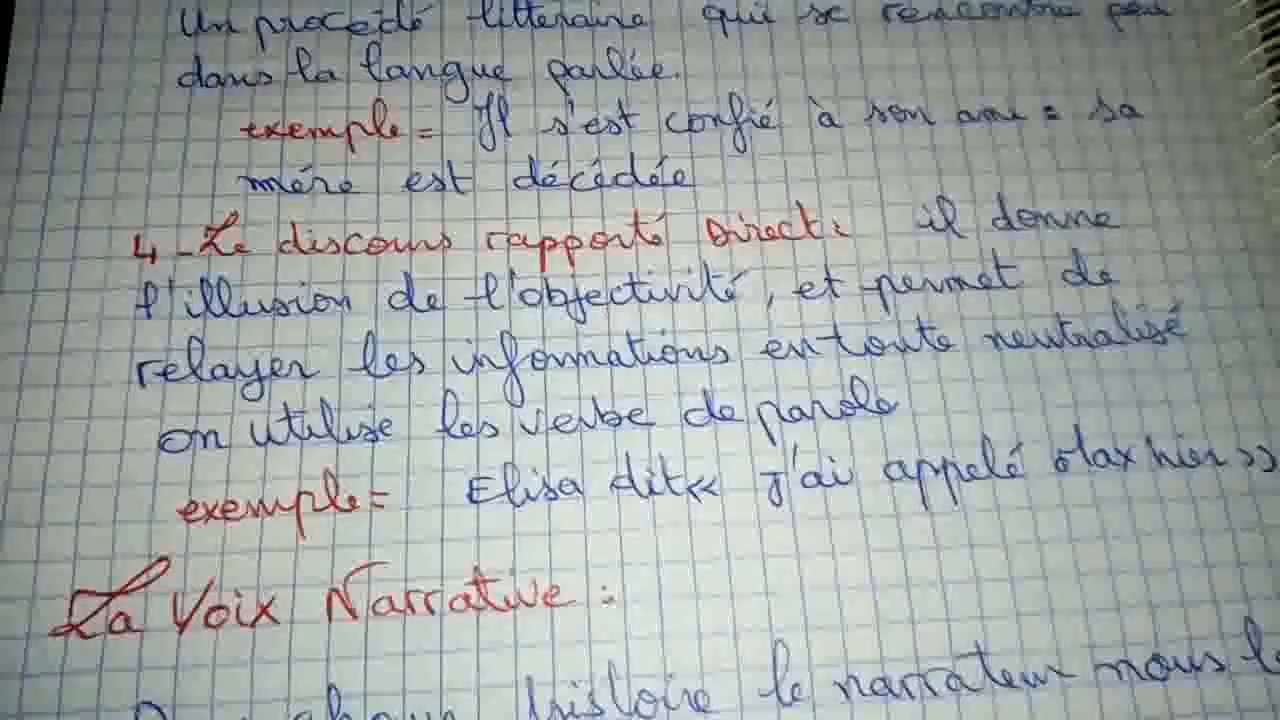 Un procédé littéraire qui se rencontre peu
dans la langue parlée.
exemple = Il s'est confié à son ami = sa
mère est décédée
4 - Le discours rapporté Direct : il donne
l'illusion de l'objectivité, et permet de
relayer les informations en toute neutralisé
on utilise les verbe de parole
exemple = Elisa dit « J'ai appelé Max hier »
La Voix Narrative :
histoire le narrateur nous